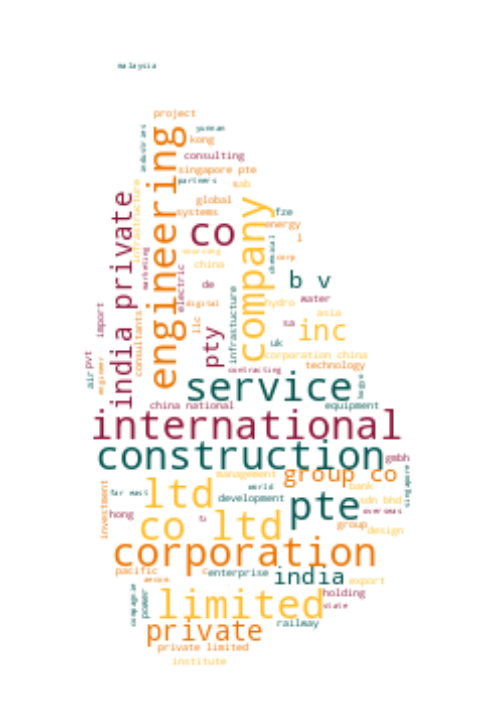 malaysia
project
yunnan
kong
industries
consulting
singapore pte
partners
sab
engineering
infrastructure
india private
global
systems
fze
company
energy
co
l
sourcing
corp
chemical
china
marketing
electric
b v
de
water
digital
hydro
import
asia
llc
sa
inc
consultants
infrastucture
pty
uk
corporation china
pvt
air
engineer
contracting
technology
service
china national
equipment
international
construction
gmbh
management
group co
singapore
far east
world
bank
ltd
development
pte
sdn bhd
investment
hong
overseas
co ltd
group
design
corporation
pacific
enterprise
india
export
power
limited
holding
state
private
railway
private limited
institute